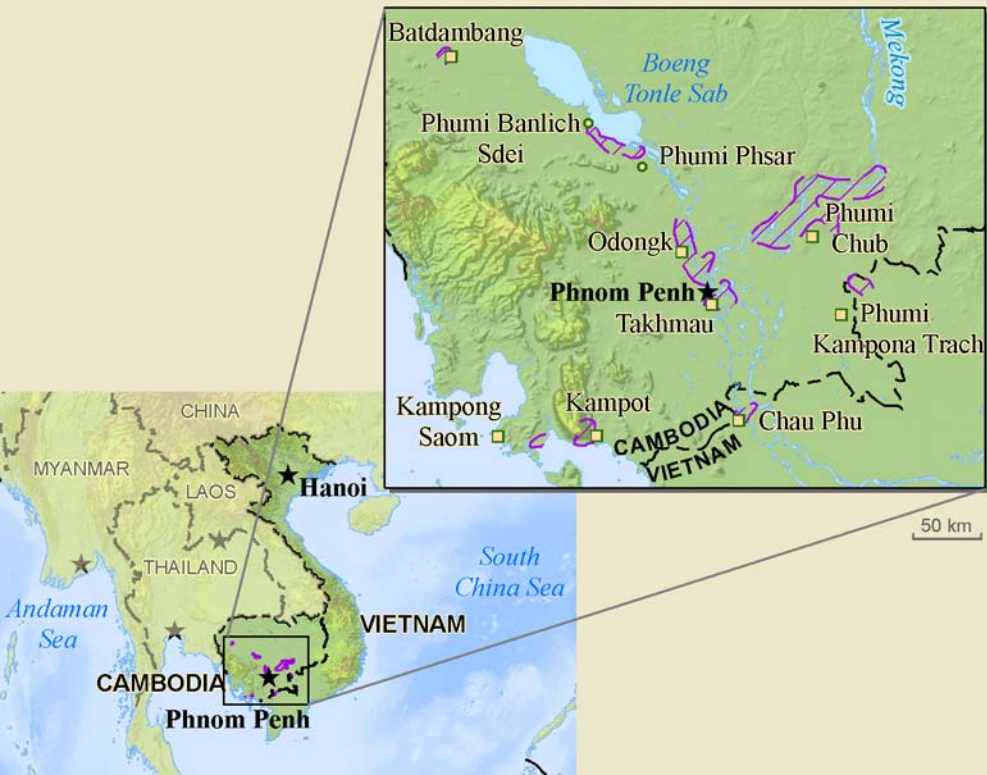 Batdambang
Boeng
Tonle Sab
Mekong
Phumi Banlich
Sdei
Phumi Phsar
Phumi
Chub
Odongk
Phnom Penh
Takhmau
Phumi
Kampona Trach
Kampong
Saom
Kampot
CAMBODIA
VIETNAM
Chau Phu
50 km
CHINA
MYANMAR
LAOS
Hanoi
THAILAND
South
China Sea
Andaman
Sea
VIETNAM
CAMBODIA
Phnom Penh